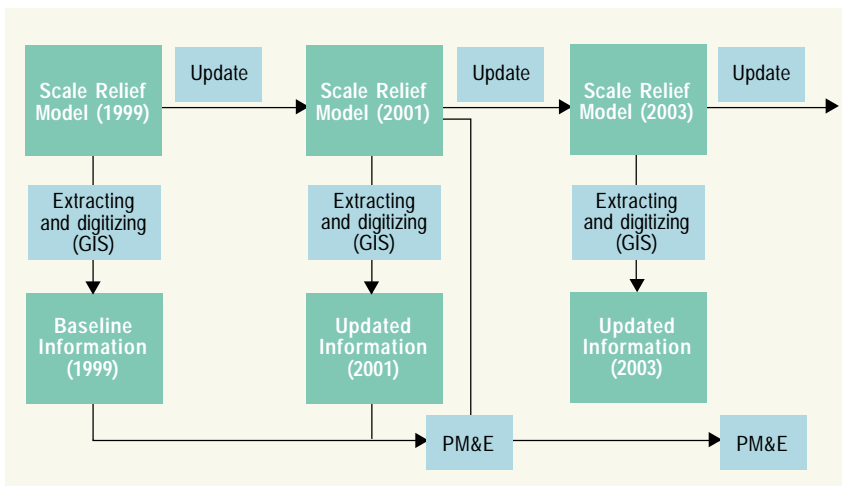 Scale Relief
Model (1999)
Update
Scale Relief
Model (2001)
Update
Scale Relief
Model (2003)
Update
Extracting
and digitizing
(GIS)
Extracting
and digitizing
(GIS)
Extracting
and digitizing
(GIS)
Baseline
Information
(1999)
Updated
Information
(2001)
Updated
Information
(2003)
PM&E
PM&E